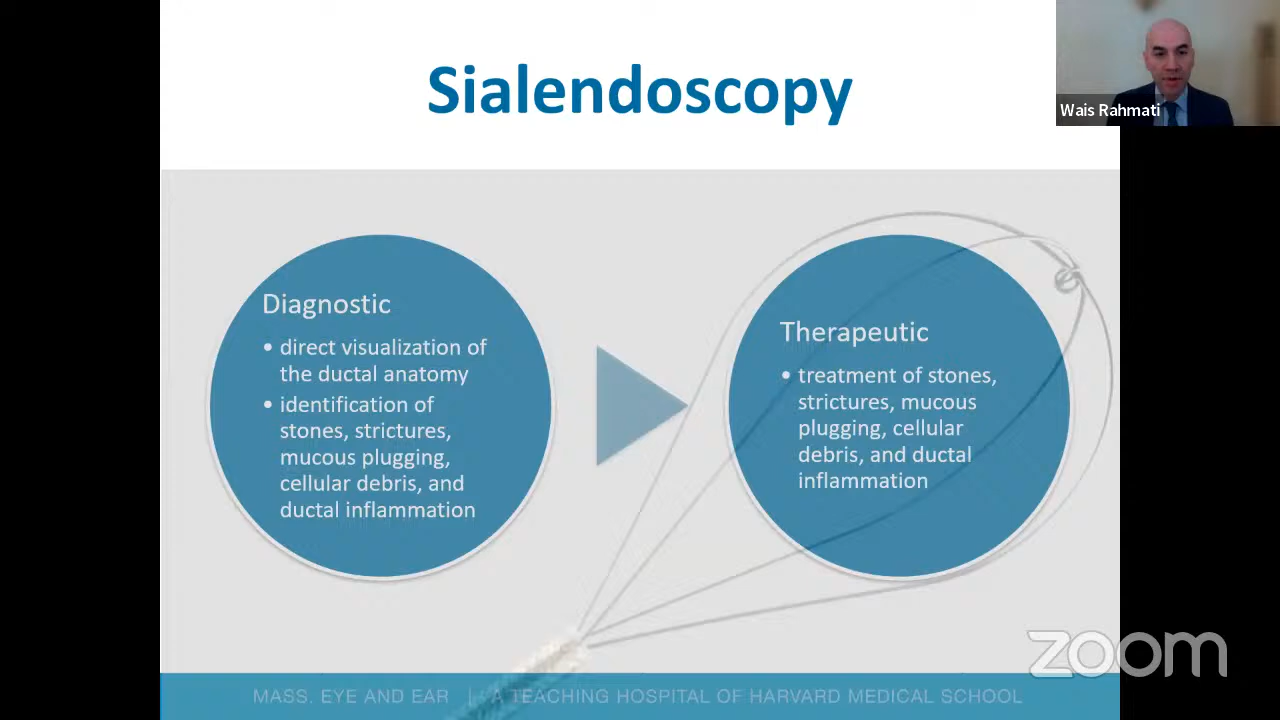 Sialendoscopy
Wais Rahmati
Diagnostic
• direct visualization of
the ductal anatomy
• identification of
stones, strictures,
mucous plugging,
cellular debris, and
ductal inflammation
Therapeutic
• treatment of stones,
strictures, mucous
plugging, cellular
debris, and ductal
inflammation
zoom
MASS. EYE AND EAR | A TEACHING HOSPITAL OF HARVARD MEDICAL SCHOOL